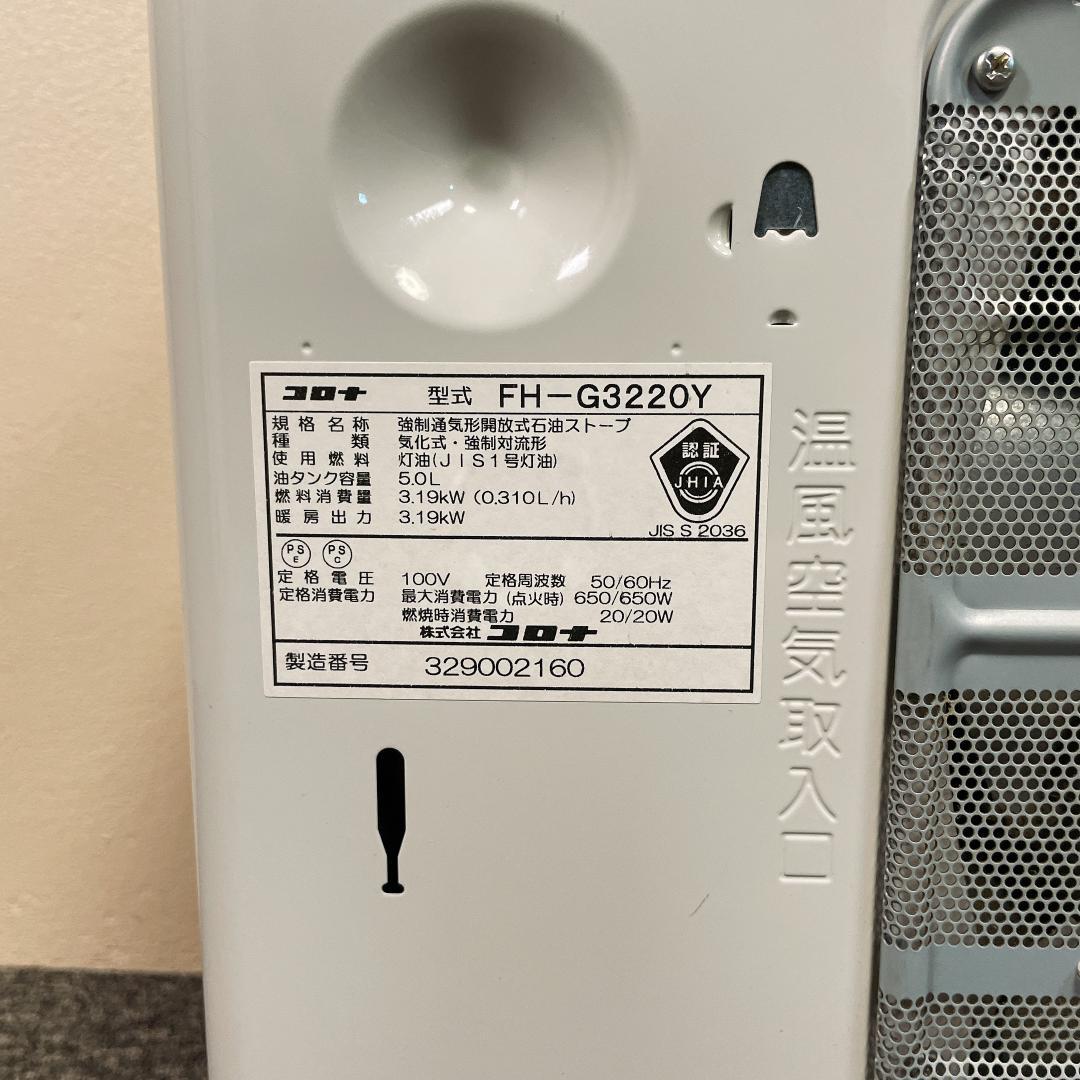 コロナ 型式 FH-G3220Y
規格名称 強制通気形開放式石油ストーブ
種類 気化式・強制対流形
使用燃料 灯油(JIS1号灯油)
油タンク容量 5.0L
燃料消費量 3.19kW (0.310L/h)
暖房出力 3.19kW
認証
JHIA
JIS S 2036
PS E PS C
定格電圧 100V 定格周波数 50/60Hz
定格消費電力 最大消費電力 (点火時) 650/650W
燃焼時消費電力 20/20W
株式会社 コロナ
製造番号 329002160
温風空気取入口